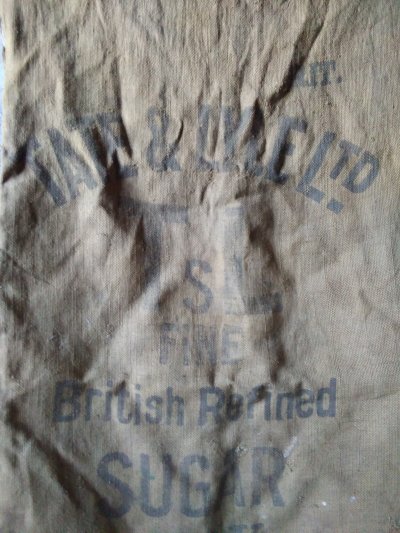 TATE & LYLE LTD
FINE
British Refined
SUGAR